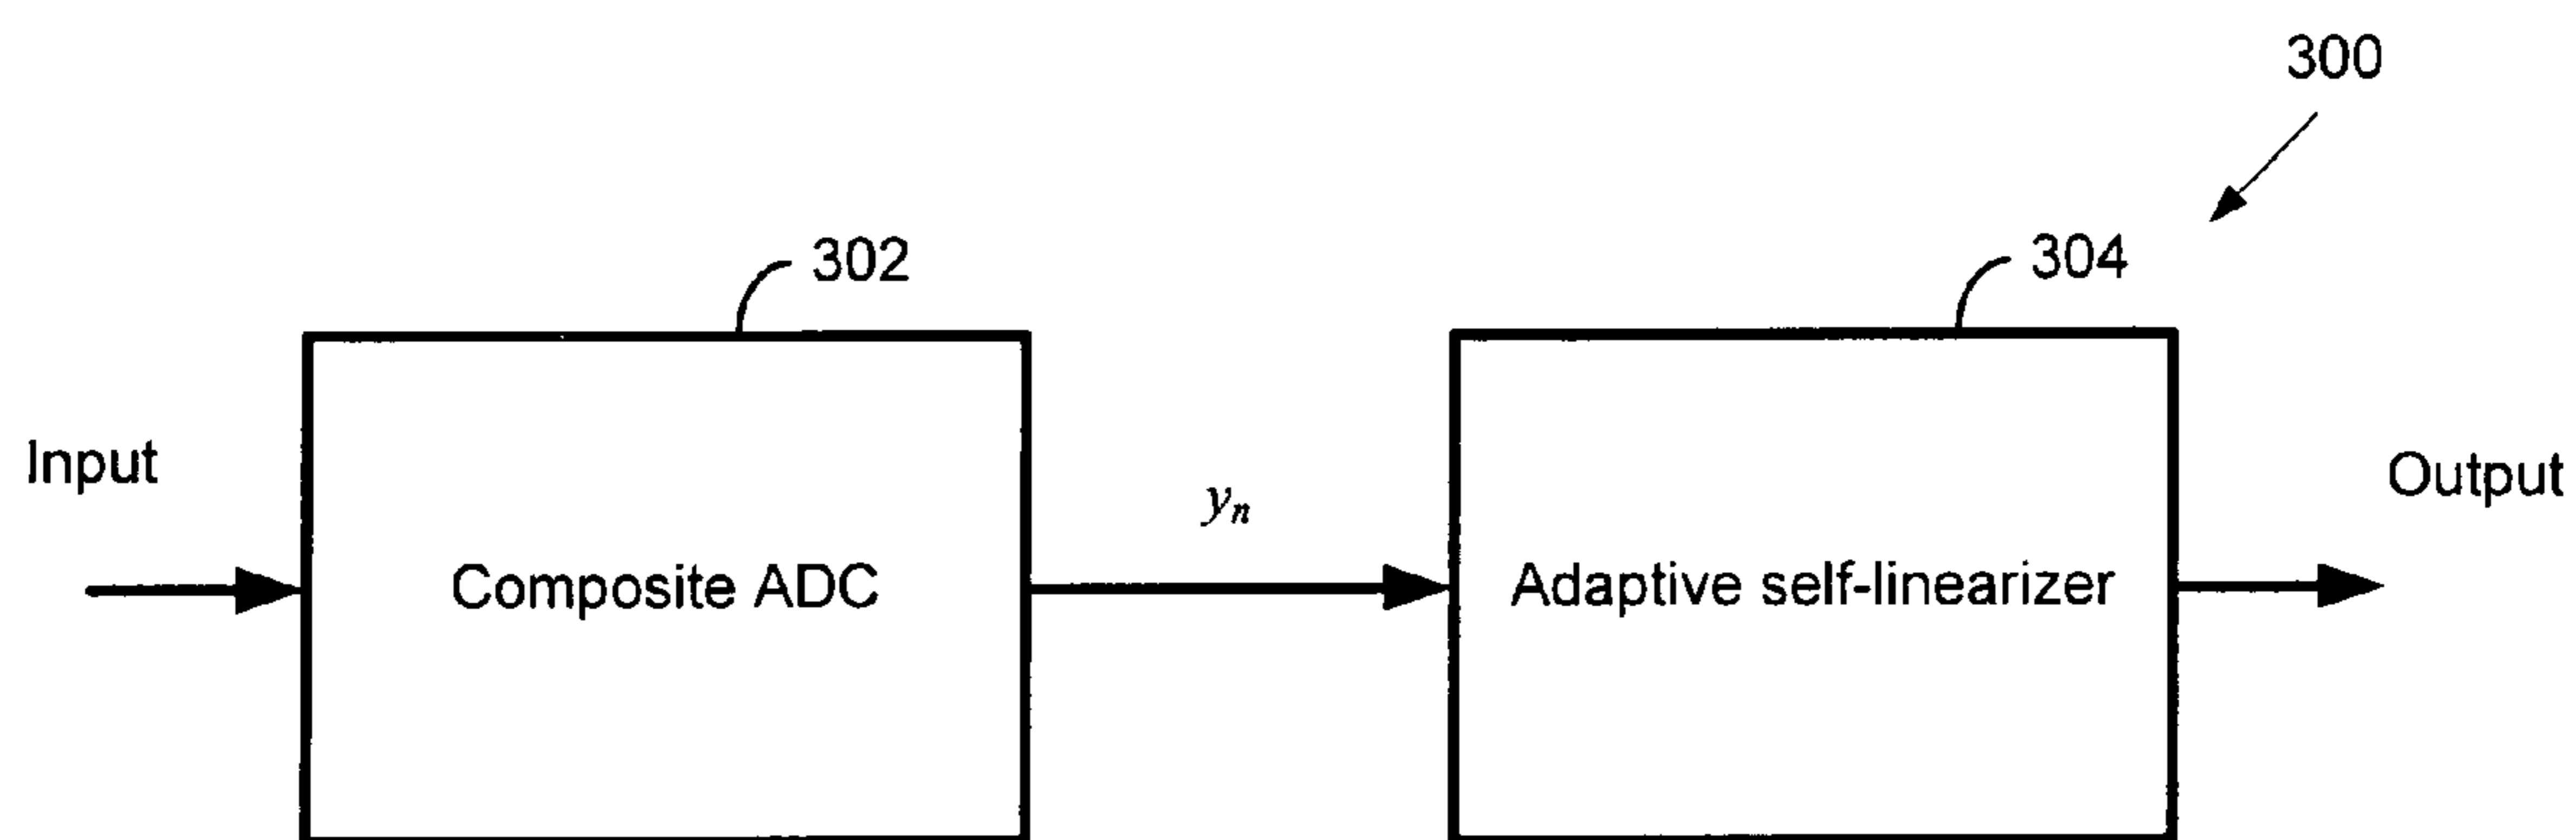 300
302
304
Input
Output
yn
Composite ADC
Adaptive self-linearizer